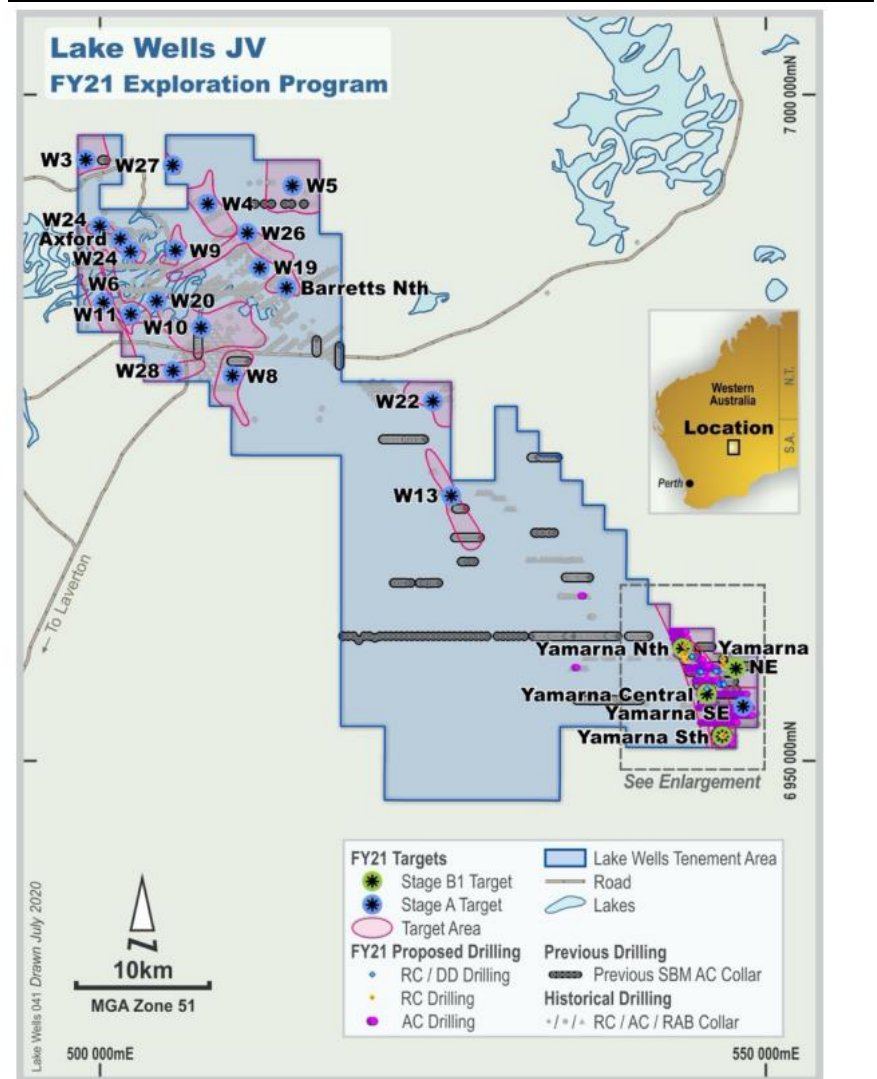 Lake Wells JV
FY21 Exploration Program
7 000 000mN
W3
W27
W5
W4
W24
Axford
W26
W24
W9
W19
W6
Barretts Nth
W20
W11
W10
W28
W8
W22
W13
Western
Australia
N.T.
Location
S.A.
Perth
← To Laverton
Yamarna Nth
Yamarna
NE
Yamarna Central
Yamarna SE
Yamarna Sth
6 950 000mN
See Enlargement
FY21 Targets
Stage B1 Target
Stage A Target
Target Area
FY21 Proposed Drilling
RC / DD Drilling
RC Drilling
AC Drilling
Lake Wells Tenement Area
Road
Lakes
Previous Drilling
Previous SBM AC Collar
Historical Drilling
RC / AC / RAB Collar
N
10km
MGA Zone 51
Lake Wells 041 Drawn July 2020
500 000mE
550 000mE